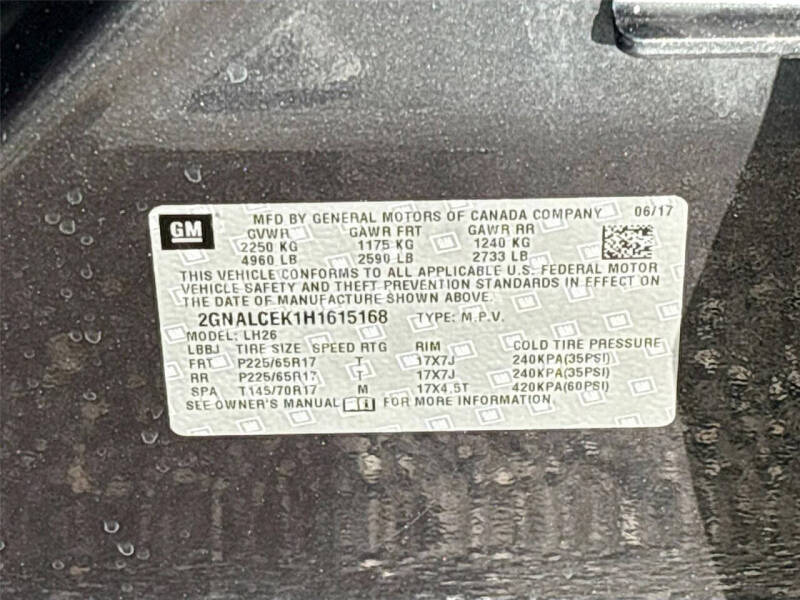 GM
MFD BY GENERAL MOTORS OF CANADA COMPANY 06/17
GVWR GAWR FRT GAWR RR
2250 KG 1175 KG 1240 KG
4960 LB 2590 LB 2733 LB
THIS VEHICLE CONFORMS TO ALL APPLICABLE U.S. FEDERAL MOTOR
VEHICLE SAFETY AND THEFT PREVENTION STANDARDS IN EFFECT ON
THE DATE OF MANUFACTURE SHOWN ABOVE.
2GNALCEK1H1615168 TYPE: M.P.V.
MODEL: LH26
LBBJ TIRE SIZE SPEED RTG RIM COLD TIRE PRESSURE
FRT P225/65R17 T 17X7J 240KPA(35PSI)
RR P225/65R17 T 17X7J 240KPA(35PSI)
SPA T145/70R17 M 17X4.5T 420KPA(60PSI)
SEE OWNER'S MANUAL FOR MORE INFORMATION.